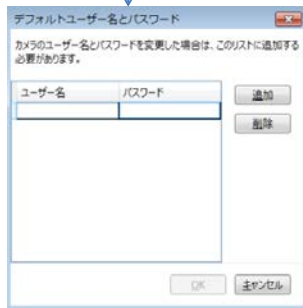 デフォルトユーザー名とパスワード
カメラのユーザー名とパスワードを変更した場合は、このリストに追加する
必要があります。
ユーザー名 パスワード
追加
削除
OK キャンセル